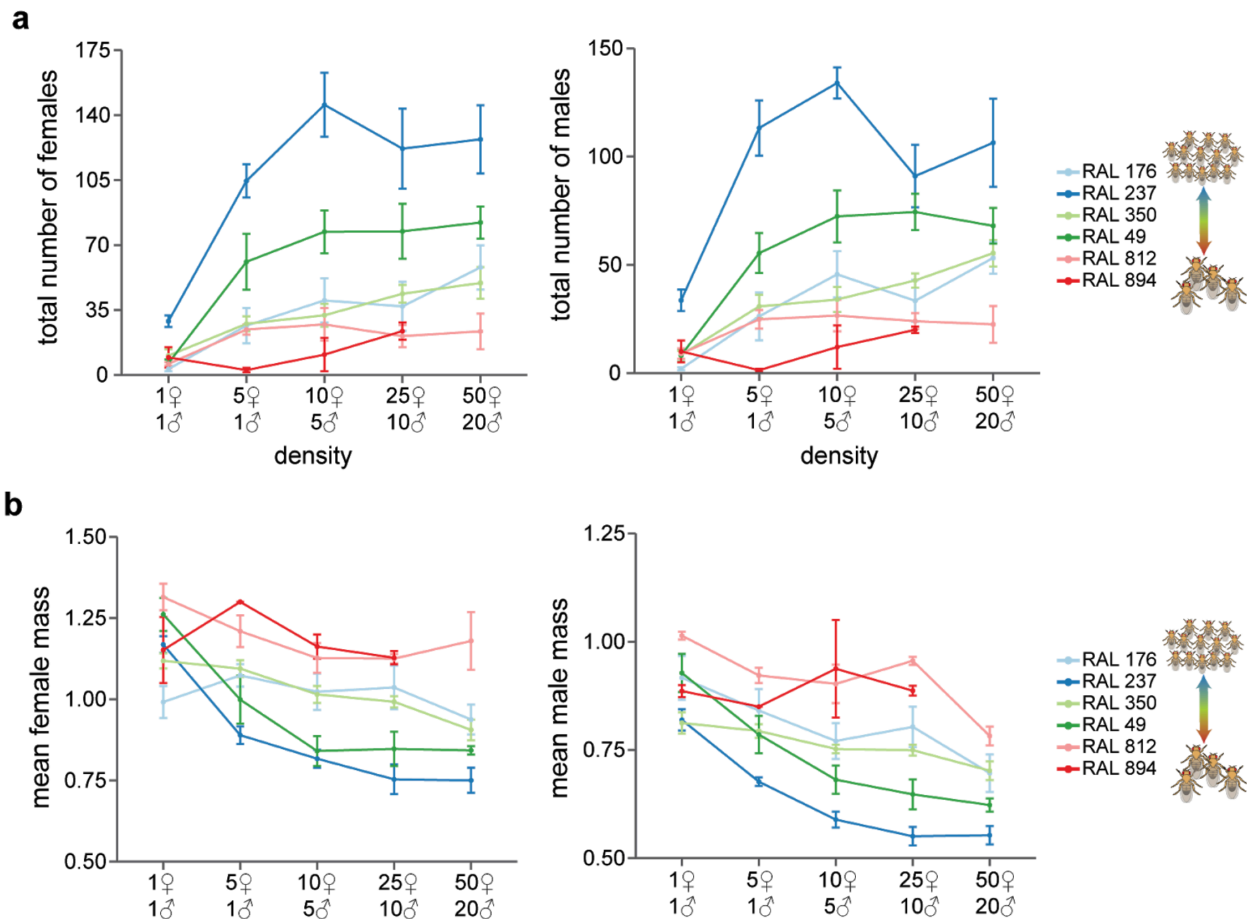 a
total number of females
175
140
105
70
35
0
1♀ 5♀ 10♀ 25♀ 50♀
1♂ 1♂ 5♂ 10♂ 20♂
density
total number of males
150
100
50
0
1♀ 5♀ 10♀ 25♀ 50♀
1♂ 1♂ 5♂ 10♂ 20♂
density
RAL 176
RAL 237
RAL 350
RAL 49
RAL 812
RAL 894
b
mean female mass
1.50
1.25
1.00
0.75
0.50
1♀ 5♀ 10♀ 25♀ 50♀
1♂ 1♂ 5♂ 10♂ 20♂
mean male mass
1.25
1.00
0.75
0.50
1♀ 5♀ 10♀ 25♀ 50♀
1♂ 1♂ 5♂ 10♂ 20♂
RAL 176
RAL 237
RAL 350
RAL 49
RAL 812
RAL 894